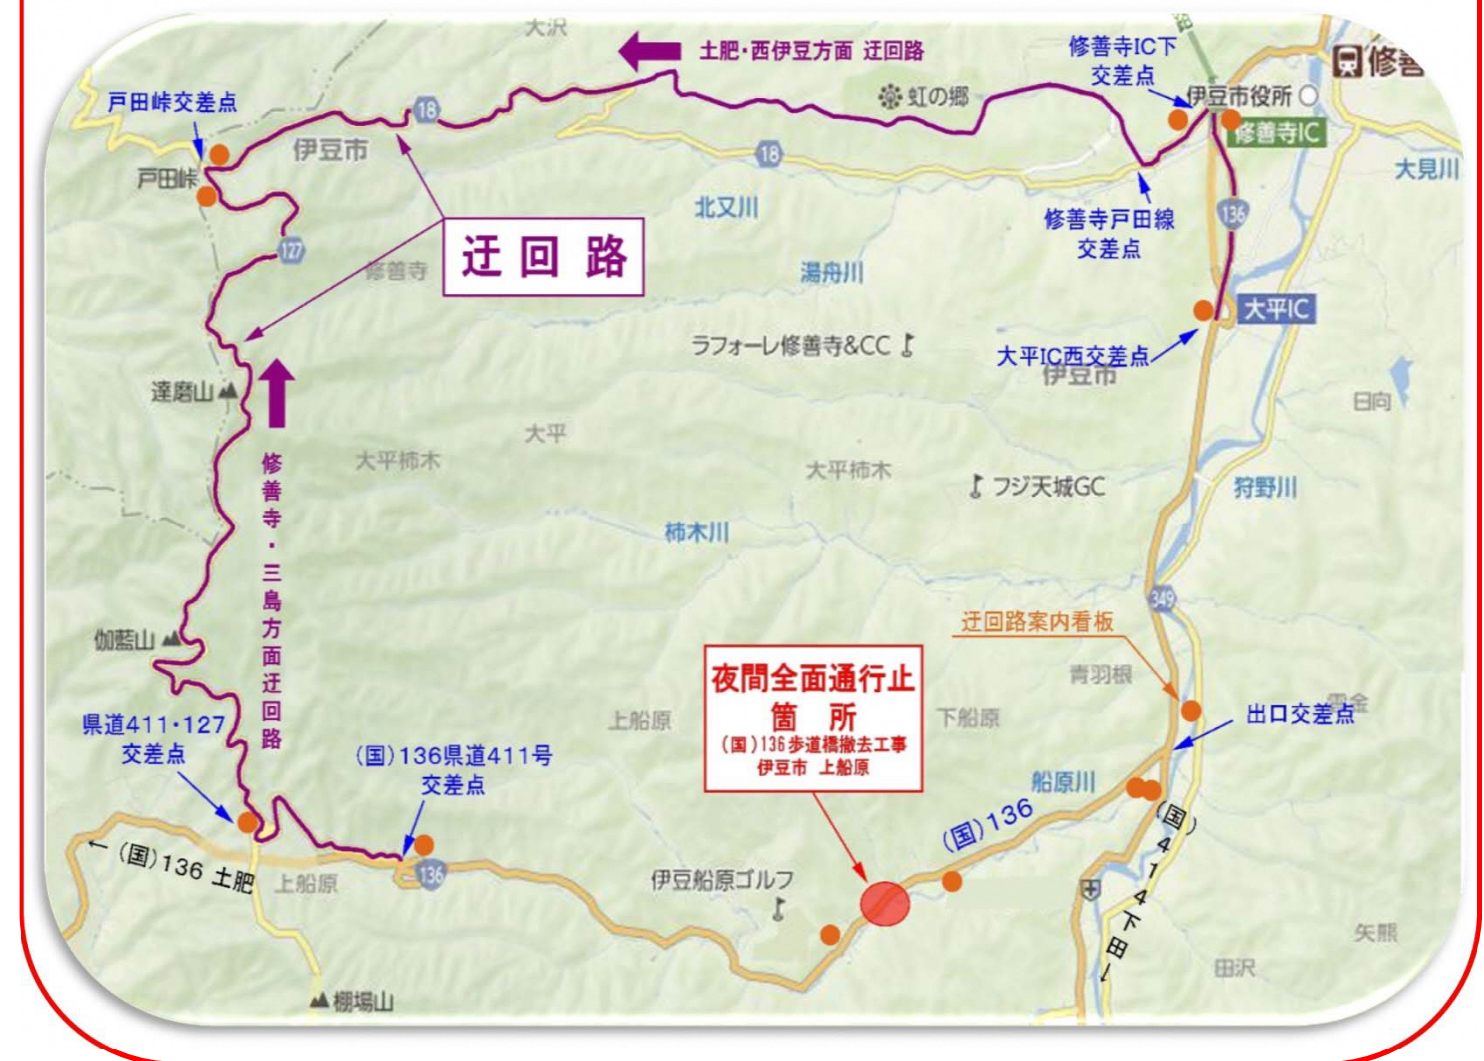 大沢
土肥・西伊豆方面 迂回路
修善寺IC下
交差点
修善
戸田峠交差点
18
虹の郷
伊豆市役所
修善寺IC
伊豆市
18
大見川
戸田峠
北又川
修善寺戸田線
交差点
136
迂回路
127
修善寺
湯舟川
大平IC
ラフォーレ修善寺&CC
大平IC西交差点
伊豆市
達磨山
日向
大平
大平柿木
大平柿木
修善寺・三島方面迂回路
フジ天城GC
狩野川
柿木川
349
迂回路案内看板
伽藍山
夜間全面通行止
箇所
(国)136歩道橋撤去工事
伊豆市 上船原
青羽根
上船原
下船原
出口交差点
県道411・127
交差点
(国)136県道411号
交差点
船原川
(国)136
(国)414下田→
←(国)136 土肥
上船原
136
伊豆船原ゴルフ
矢熊
田沢
棚場山